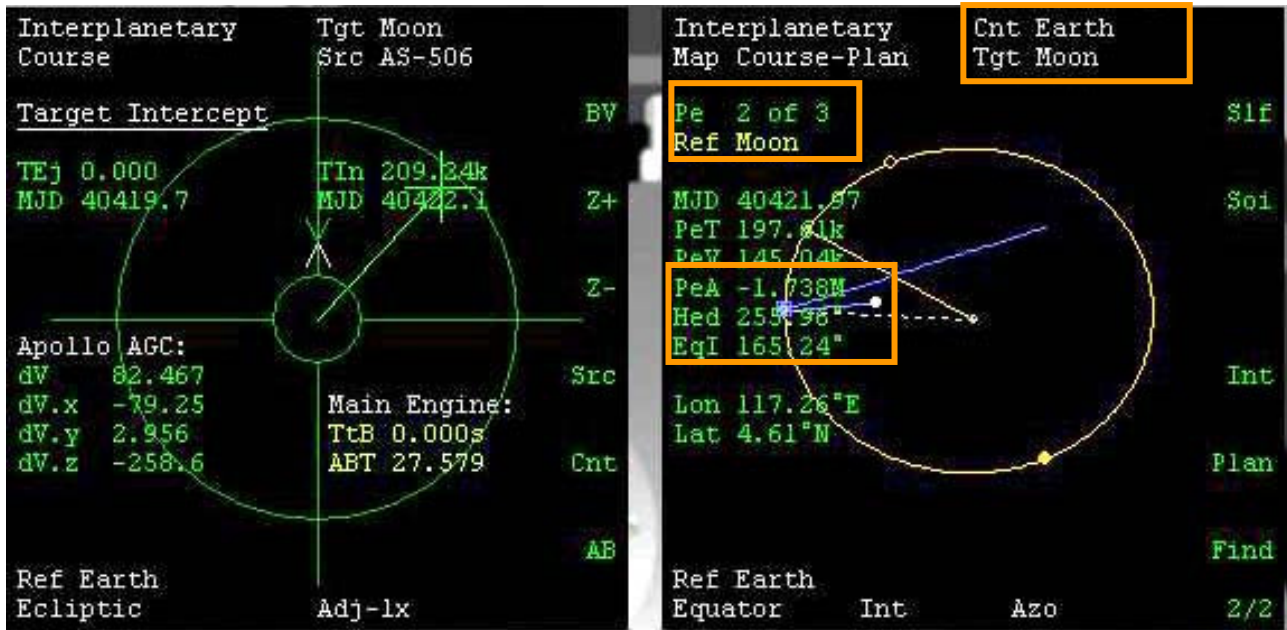 Interplanetary Tgt Moon
Course Src AS-506
Target Intercept BV
TEj 0.000 TIn 209.24k
MJD 40419.7 MJD 40422.1 Z+
Z-
Apollo AGC:
dV 82.467 Src
dV.x -79.25 Main Engine:
dV.y 2.956 TtB 0.000s
dV.z -258.6 ABT 27.579 Cnt
AB
Ref Earth
Ecliptic Adj-1x
Interplanetary Cnt Earth
Map Course-Plan Tgt Moon
Pe 2 of 3 Slf
Ref Moon
MJD 40421.97 Soi
PeT 197.61k
PeV 145.04k
PeA -1.738M
Hed 255.96°
EqI 165.24°
Int
Lon 117.26°E
Lat 4.61°N
Plan
Find
Ref Earth
Equator Int Azo 2/2